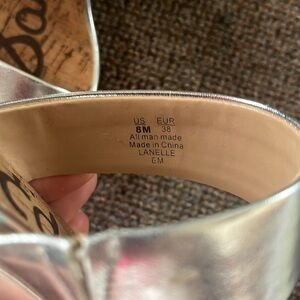 US EUR
8M 38
All man made
Made in China
LANELLE
EM